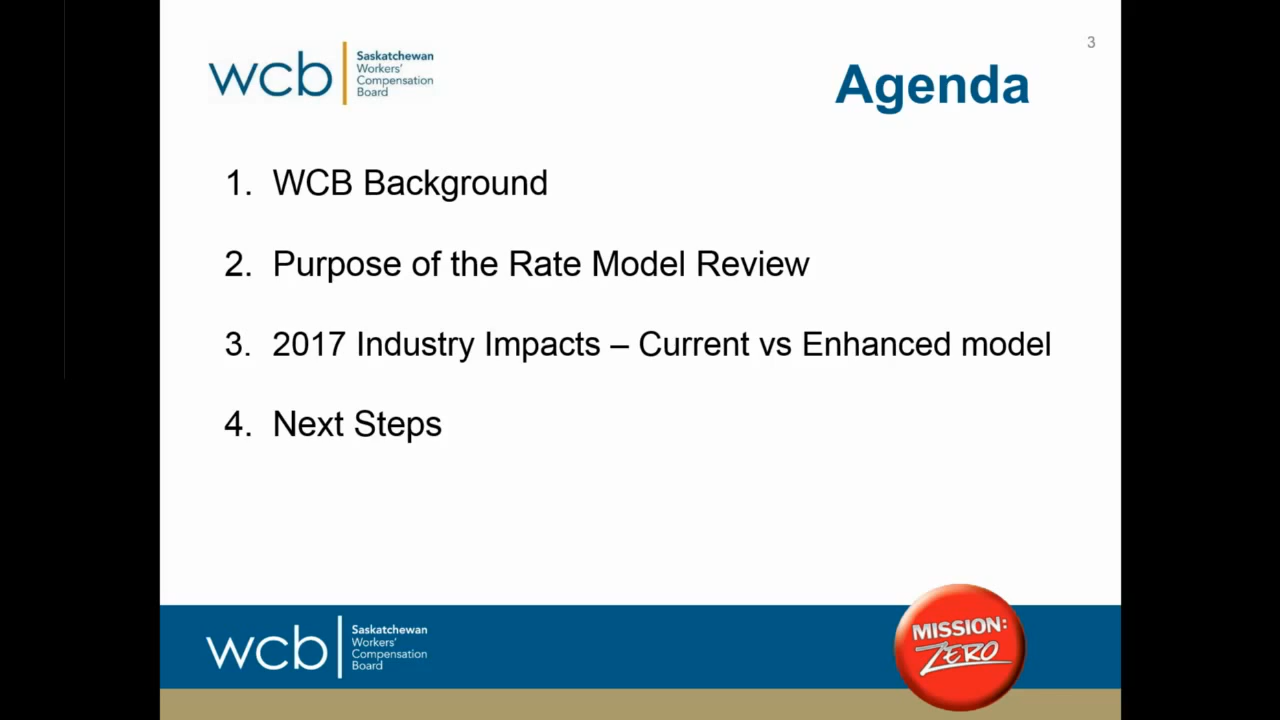 3
wcb
Saskatchewan
Workers'
Compensation
Board
Agenda
1. WCB Background
2. Purpose of the Rate Model Review
3. 2017 Industry Impacts – Current vs Enhanced model
4. Next Steps
wcb
Saskatchewan
Workers'
Compensation
Board
MISSION:
ZERO